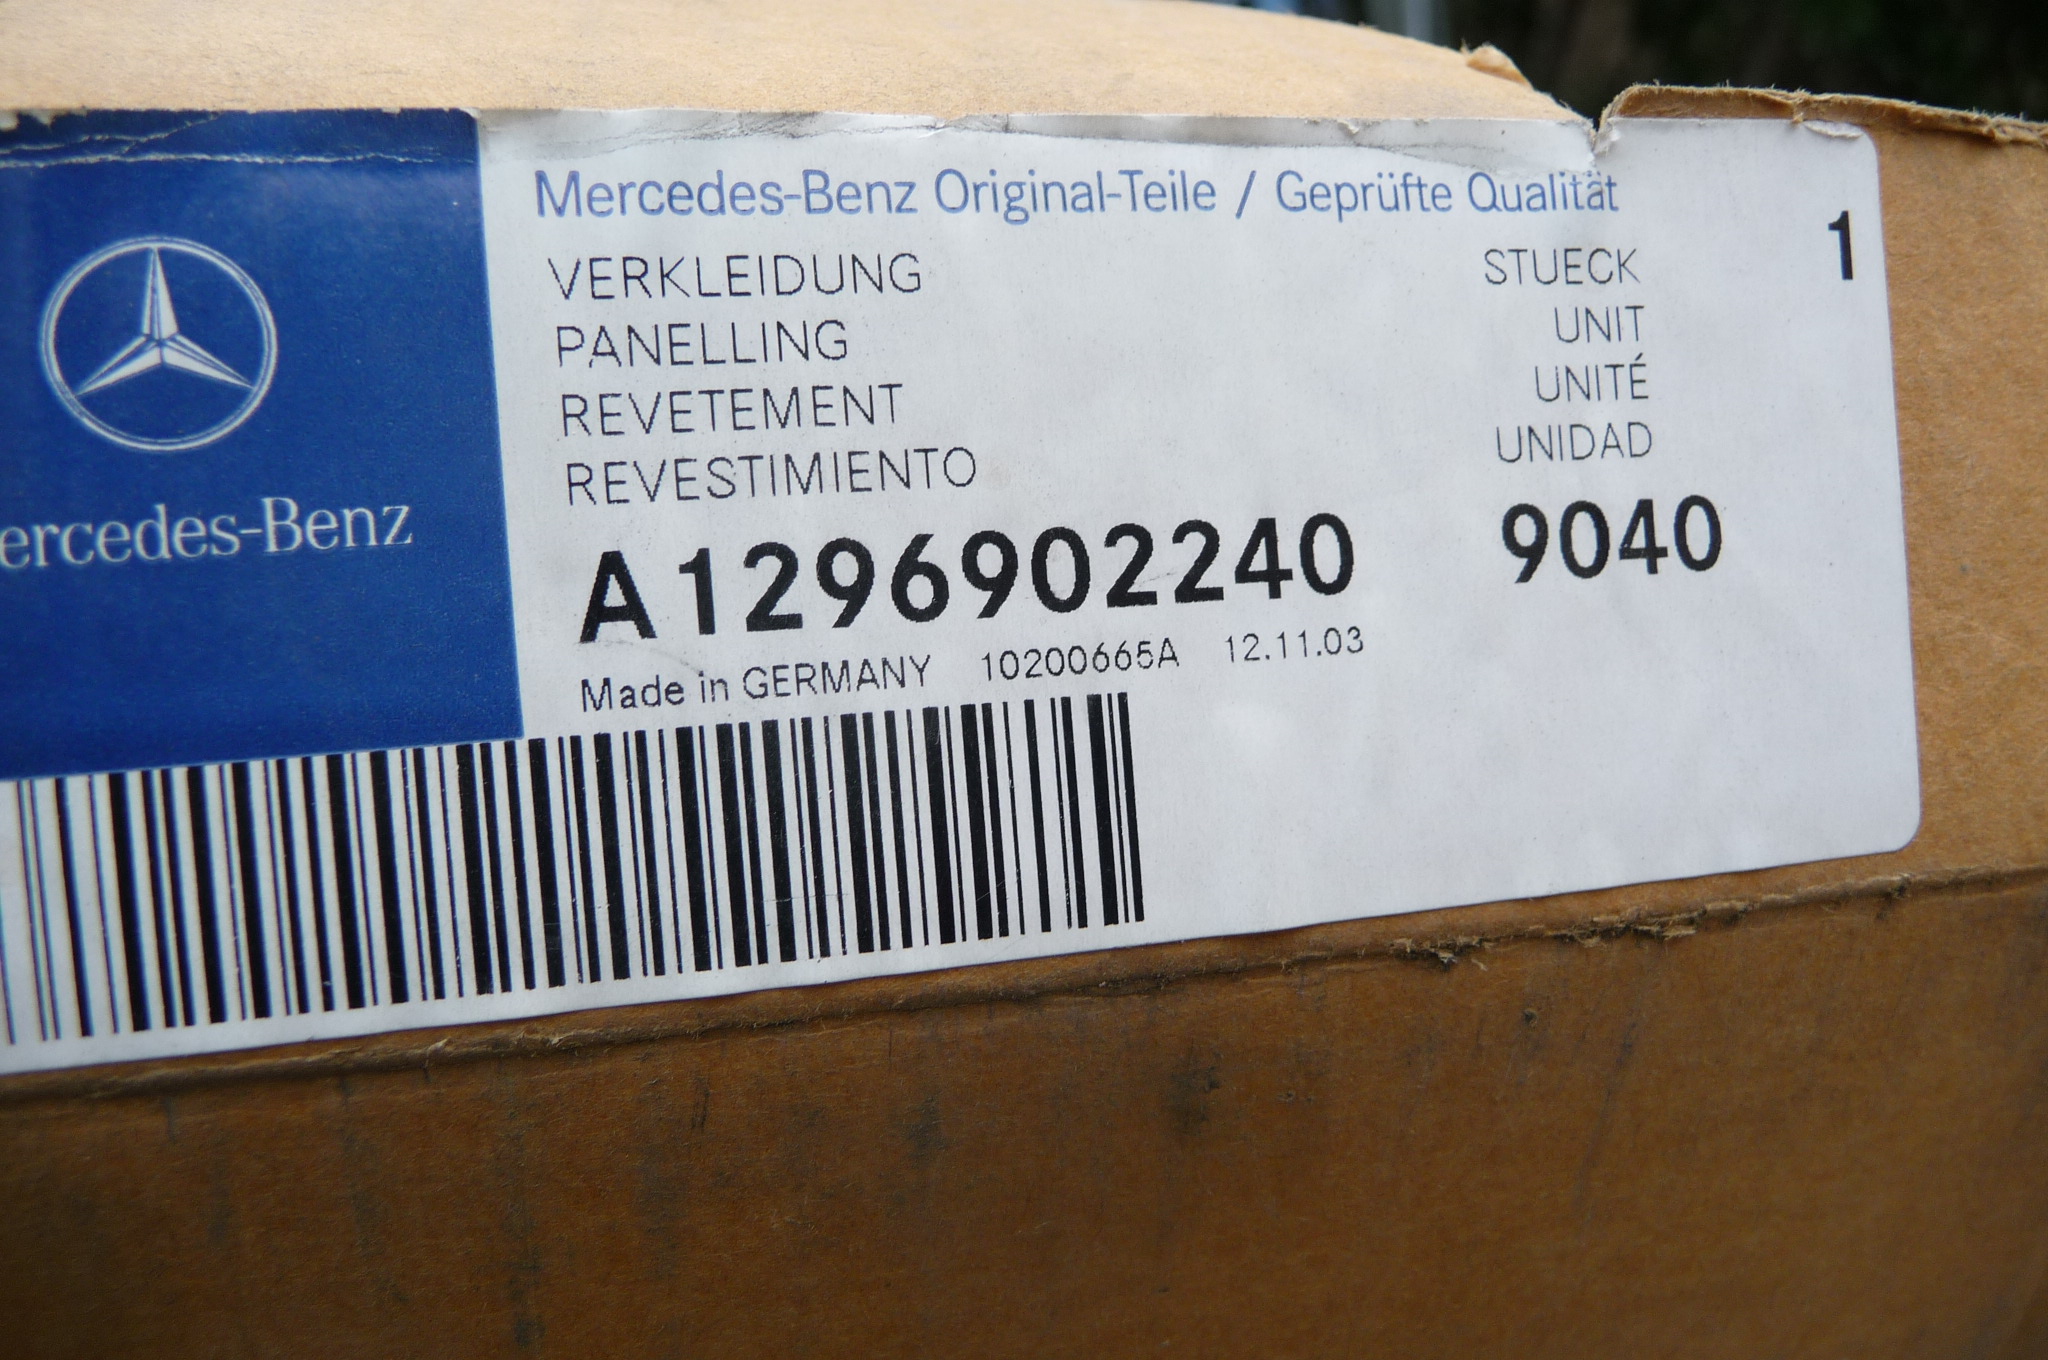 Mercedes-Benz Original-Teile / Geprüfte Qualität
VERKLEIDUNG STUECK 1
PANELLING UNIT
REVETEMENT UNITÉ
REVESTIMIENTO UNIDAD
ercedes-Benz
A1296902240 9040
Made in GERMANY 10200665A 12.11.03